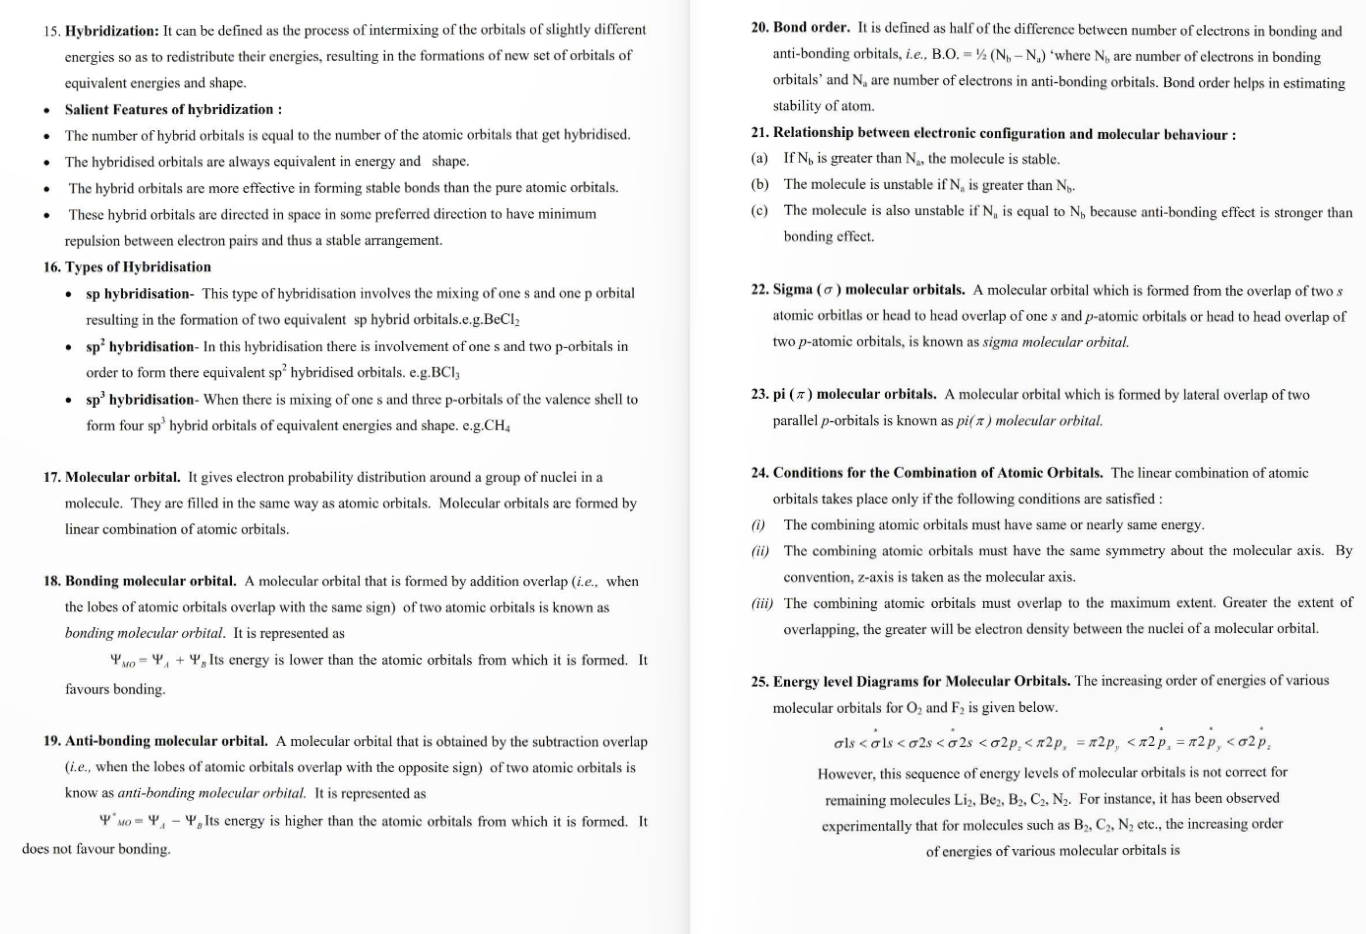 15. Hybridization: It can be defined as the process of intermixing of the orbitals of slightly different
energies so as to redistribute their energies, resulting in the formations of new set of orbitals of
equivalent energies and shape.
• Salient Features of hybridization :
• The number of hybrid orbitals is equal to the number of the atomic orbitals that get hybridised.
• The hybridised orbitals are always equivalent in energy and shape.
• The hybrid orbitals are more effective in forming stable bonds than the pure atomic orbitals.
• These hybrid orbitals are directed in space in some preferred direction to have minimum
repulsion between electron pairs and thus a stable arrangement.
16. Types of Hybridisation
• sp hybridisation- This type of hybridisation involves the mixing of one s and one p orbital
resulting in the formation of two equivalent sp hybrid orbitals.e.g.BeCl₂
• sp² hybridisation- In this hybridisation there is involvement of one s and two p-orbitals in
order to form there equivalent sp² hybridised orbitals. e.g.BCl₃
• sp³ hybridisation- When there is mixing of one s and three p-orbitals of the valence shell to
form four sp³ hybrid orbitals of equivalent energies and shape. e.g.CH₄
17. Molecular orbital. It gives electron probability distribution around a group of nuclei in a
molecule. They are filled in the same way as atomic orbitals. Molecular orbitals are formed by
linear combination of atomic orbitals.
18. Bonding molecular orbital. A molecular orbital that is formed by addition overlap (i.e., when
the lobes of atomic orbitals overlap with the same sign) of two atomic orbitals is known as
bonding molecular orbital. It is represented as
Ψ_MO = Ψ_A + Ψ_B Its energy is lower than the atomic orbitals from which it is formed. It
favours bonding.
19. Anti-bonding molecular orbital. A molecular orbital that is obtained by the subtraction overlap
(i.e., when the lobes of atomic orbitals overlap with the opposite sign) of two atomic orbitals is
know as anti-bonding molecular orbital. It is represented as
Ψ*_MO = Ψ_A − Ψ_B Its energy is higher than the atomic orbitals from which it is formed. It
does not favour bonding.
20. Bond order. It is defined as half of the difference between number of electrons in bonding and
anti-bonding orbitals, i.e., B.O. = ½ (N_b – N_a) ‘where N_b are number of electrons in bonding
orbitals’ and N_a are number of electrons in anti-bonding orbitals. Bond order helps in estimating
stability of atom.
21. Relationship between electronic configuration and molecular behaviour :
(a) If N_b is greater than N_a, the molecule is stable.
(b) The molecule is unstable if N_a is greater than N_b.
(c) The molecule is also unstable if N_a is equal to N_b because anti-bonding effect is stronger than
bonding effect.
22. Sigma (σ) molecular orbitals. A molecular orbital which is formed from the overlap of two s
atomic orbitlas or head to head overlap of one s and p-atomic orbitals or head to head overlap of
two p-atomic orbitals, is known as sigma molecular orbital.
23. pi (π) molecular orbitals. A molecular orbital which is formed by lateral overlap of two
parallel p-orbitals is known as pi(π) molecular orbital.
24. Conditions for the Combination of Atomic Orbitals. The linear combination of atomic
orbitals takes place only if the following conditions are satisfied :
(i) The combining atomic orbitals must have same or nearly same energy.
(ii) The combining atomic orbitals must have the same symmetry about the molecular axis. By
convention, z-axis is taken as the molecular axis.
(iii) The combining atomic orbitals must overlap to the maximum extent. Greater the extent of
overlapping, the greater will be electron density between the nuclei of a molecular orbital.
25. Energy level Diagrams for Molecular Orbitals. The increasing order of energies of various
molecular orbitals for O₂ and F₂ is given below.
σ1s < σ*1s < σ2s < σ*2s < σ2p_z < π2p_x = π2p_y < π2p*_x = π2p*_y < σ2p*_z
However, this sequence of energy levels of molecular orbitals is not correct for
remaining molecules Li₂, Be₂, B₂, C₂, N₂. For instance, it has been observed
experimentally that for molecules such as B₂, C₂, N₂ etc., the increasing order
of energies of various molecular orbitals is